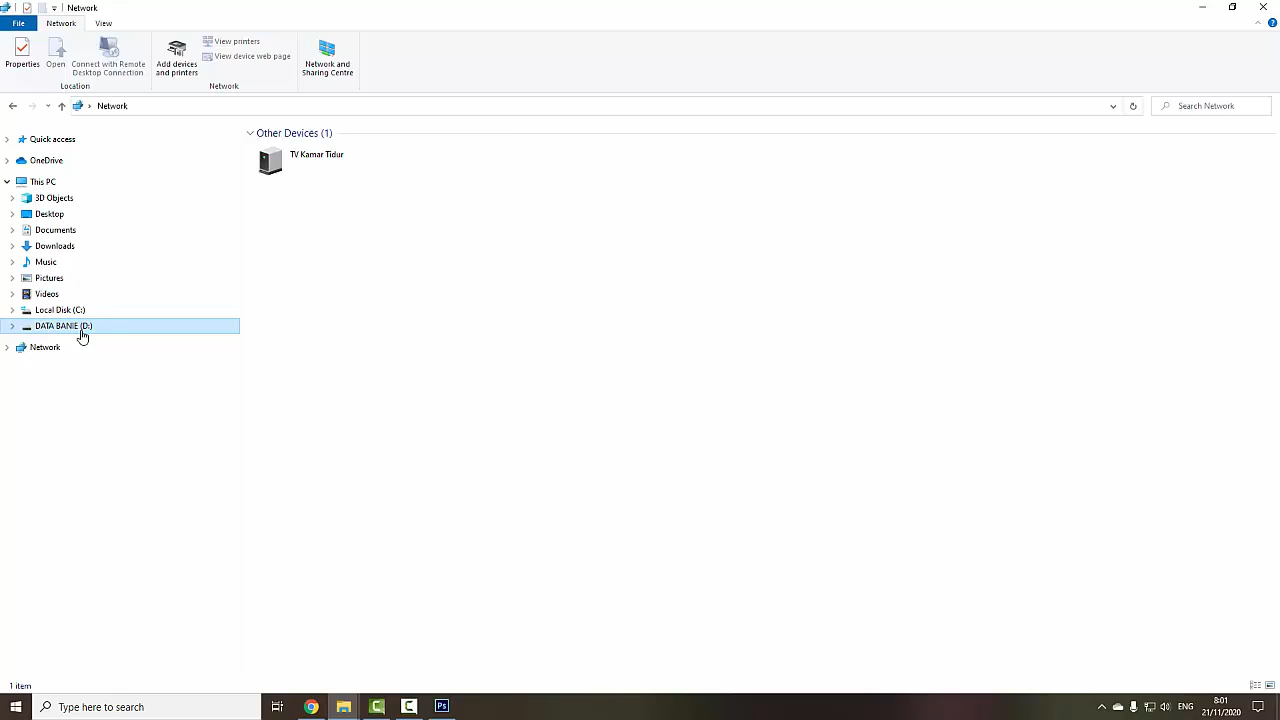 Network
File
Network
View
Properties
Open
Connect with Remote
Desktop Connection
Location
Add devices
and printers
View printers
View device web page
Network
Network and
Sharing Centre
Network
Search Network
Quick access
OneDrive
This PC
3D Objects
Desktop
Documents
Downloads
Music
Pictures
Videos
Local Disk (C:)
DATA BANIE (D:)
Network
Other Devices (1)
TV Kamar Tidur
1 item
Type here to search
Ps
ENG
8:01
21/11/2020